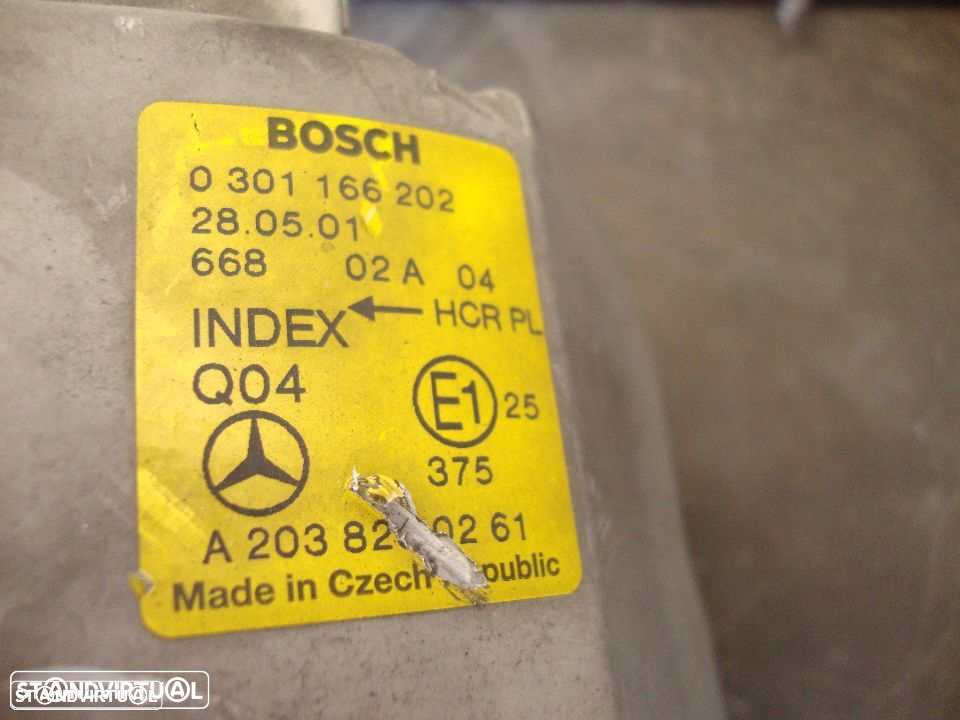 BOSCH
0 301 166 202
28.05.01
668 02 A 04
INDEX ← HCR PL
Q04
E1 25
375
A 203 82 02 61
Made in Czech
STANDVIRTUAL
STANDVIRTUAL